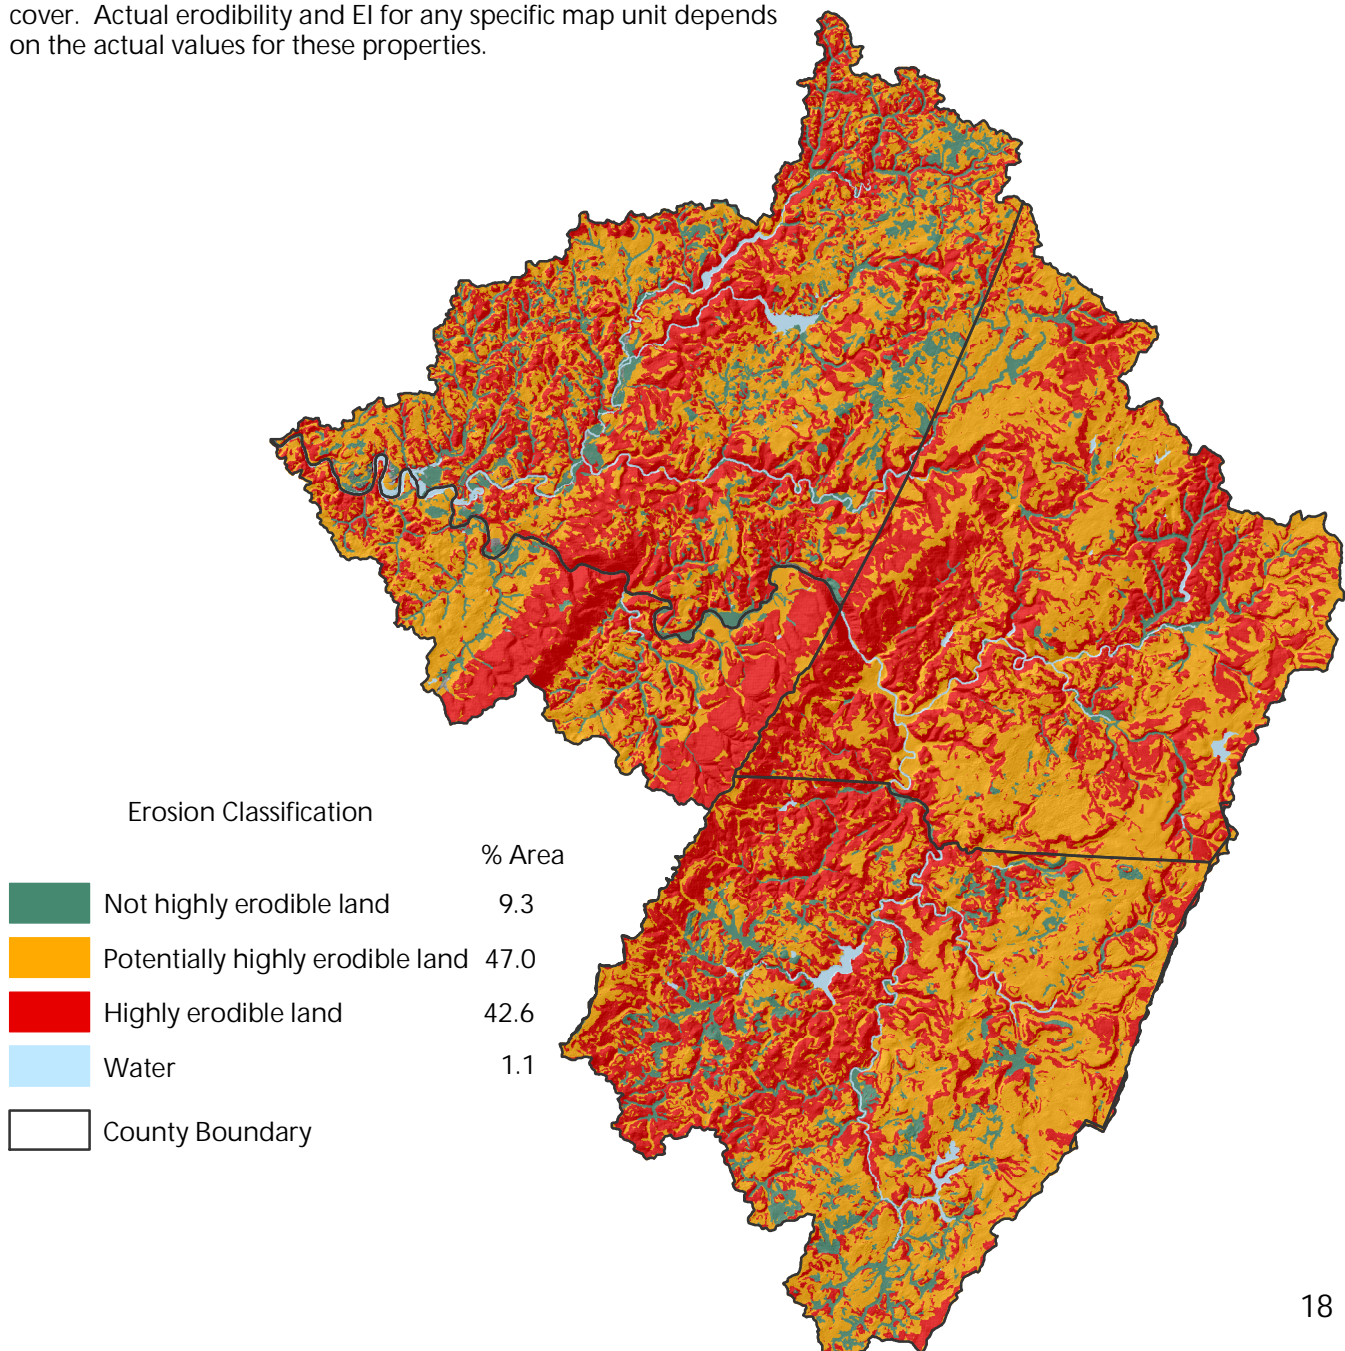 cover. Actual erodibility and EI for any specific map unit depends
on the actual values for these properties.
Erosion Classification
% Area
Not highly erodible land 9.3
Potentially highly erodible land 47.0
Highly erodible land 42.6
Water 1.1
County Boundary
18